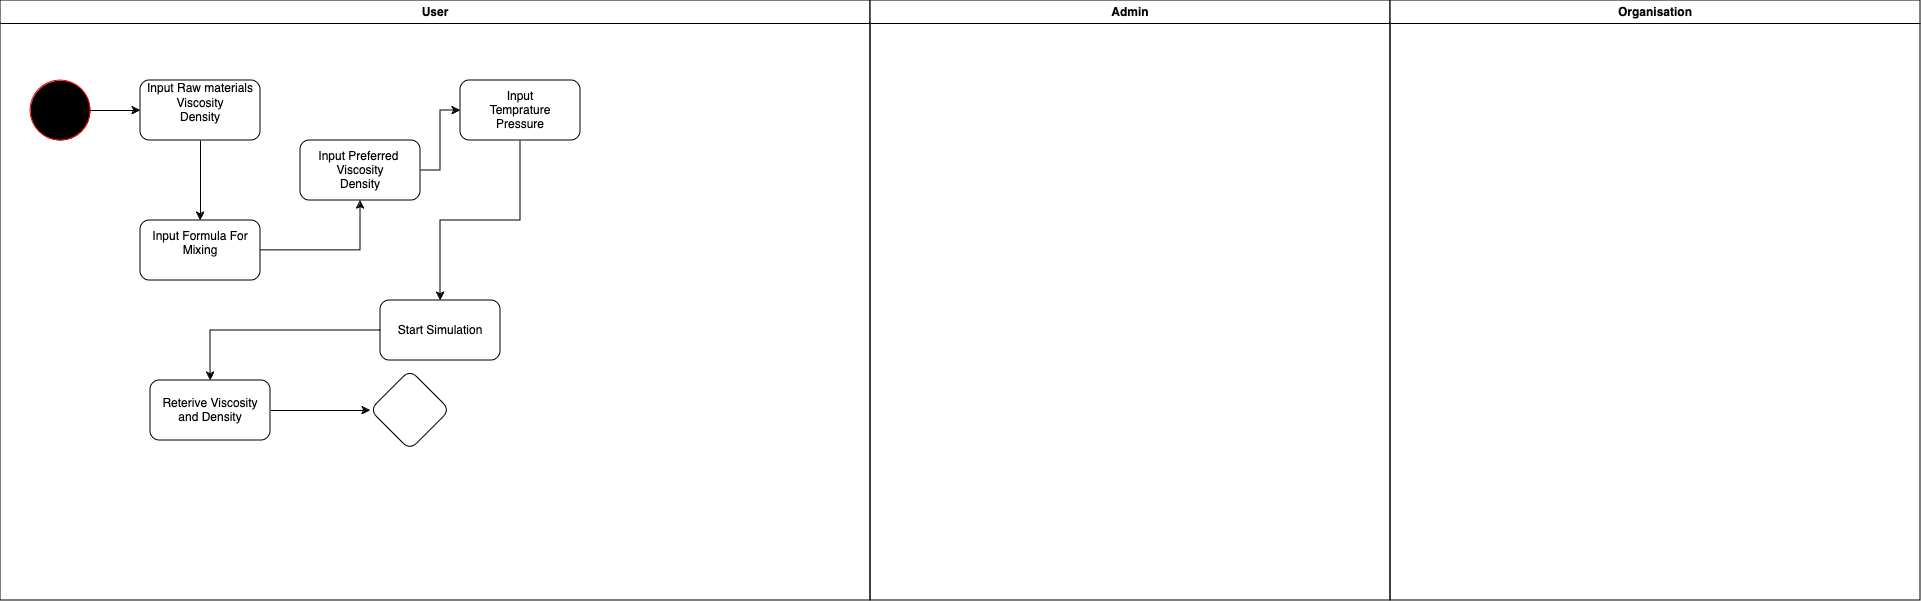 User
Admin
Organisation
Input Raw materials
Viscosity
Density
Input
Temprature
Pressure
Input Preferred
Viscosity
Density
Input Formula For
Mixing
Start Simulation
Reterive Viscosity
and Density